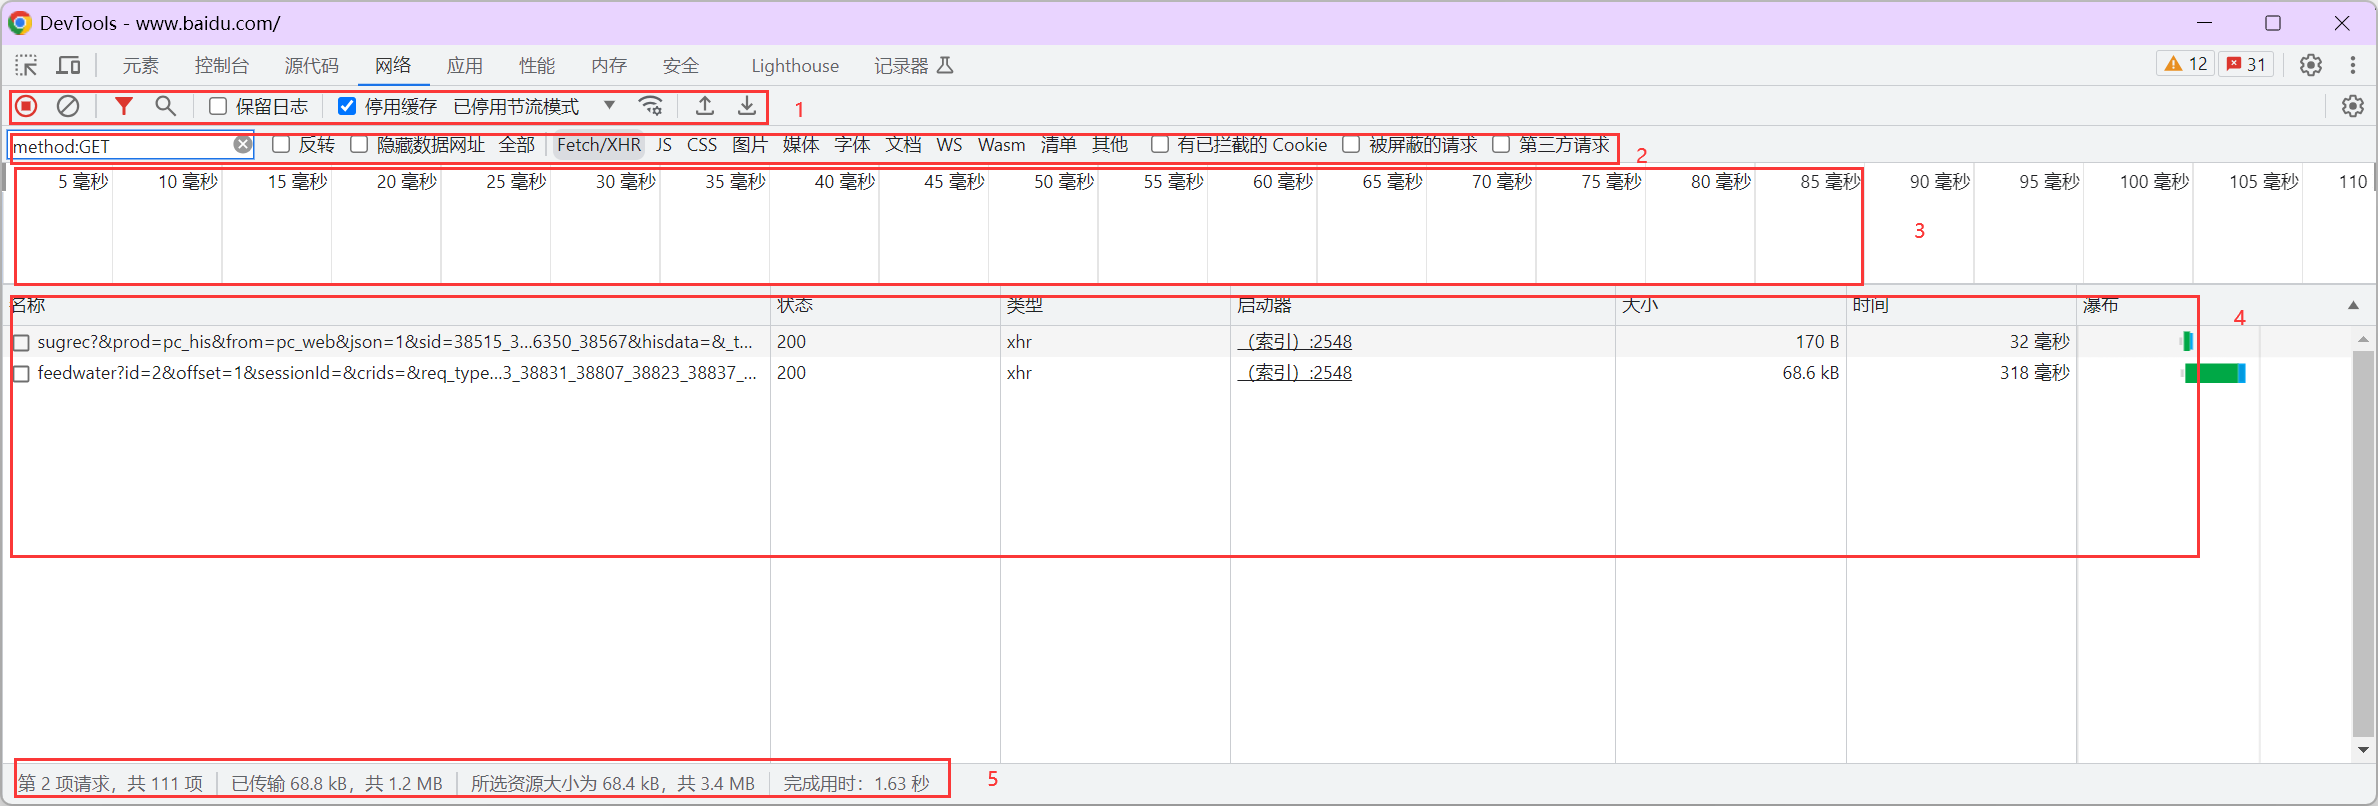 DevTools - www.baidu.com/
元素 控制台 源代码 网络 应用 性能 内存 安全 Lighthouse 记录器 12 31
保留日志 停用缓存 已停用节流模式 1
method:GET 反转 隐藏数据网址 全部 Fetch/XHR JS CSS 图片 媒体 字体 文档 WS Wasm 清单 其他 有已拦截的 Cookie 被屏蔽的请求 第三方请求 2
5 毫秒 10 毫秒 15 毫秒 20 毫秒 25 毫秒 30 毫秒 35 毫秒 40 毫秒 45 毫秒 50 毫秒 55 毫秒 60 毫秒 65 毫秒 70 毫秒 75 毫秒 80 毫秒 85 毫秒 90 毫秒 95 毫秒 100 毫秒 105 毫秒 110
3
名称 状态 类型 启动器 大小 时间 瀑布 4
sugrec?&prod=pc_his&from=pc_web&json=1&sid=38515_3...6350_38567&hisdata=&_t... 200 xhr （索引）:2548 170 B 32 毫秒
feedwater?id=2&offset=1&sessionId=&crids=&req_type...3_38831_38807_38823_38837_... 200 xhr （索引）:2548 68.6 kB 318 毫秒
第 2 项请求，共 111 项 已传输 68.8 kB，共 1.2 MB 所选资源大小为 68.4 kB，共 3.4 MB 完成用时：1.63 秒 5